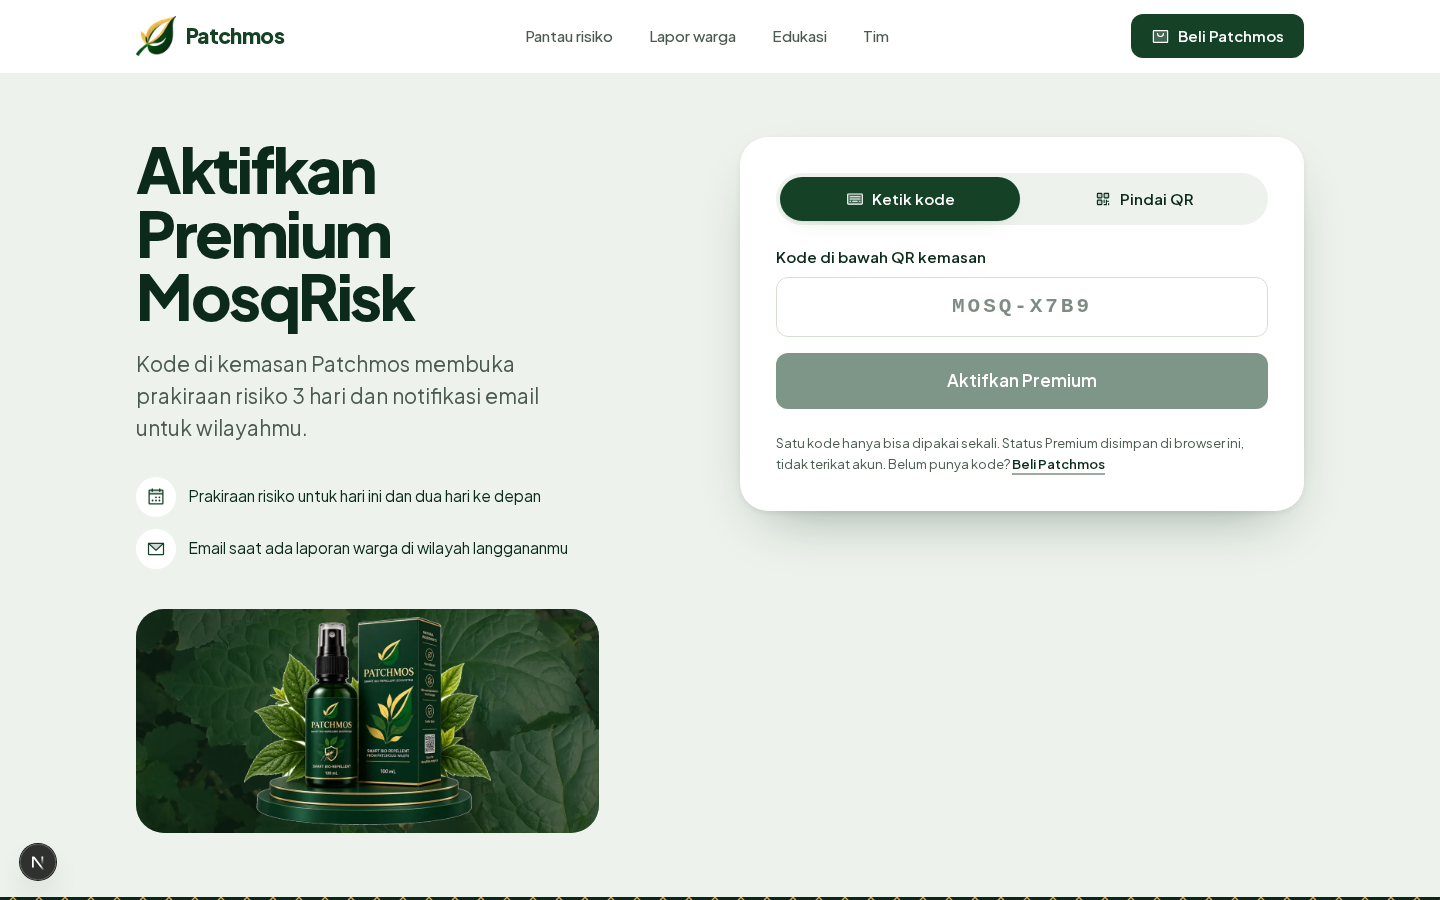 Patchmos
Pantau risiko
Lapor warga
Edukasi
Tim
Beli Patchmos
Aktifkan
Premium
MosqRisk
Kode di kemasan Patchmos membuka
prakiraan risiko 3 hari dan notifikasi email
untuk wilayahmu.
Prakiraan risiko untuk hari ini dan dua hari ke depan
Email saat ada laporan warga di wilayah langgananmu
Ketik kode
Pindai QR
Kode di bawah QR kemasan
MOSQ-X7B9
Aktifkan Premium
Satu kode hanya bisa dipakai sekali. Status Premium disimpan di browser ini,
tidak terikat akun. Belum punya kode? Beli Patchmos
PATCHMOS
PATCHMOS
100 mL
N